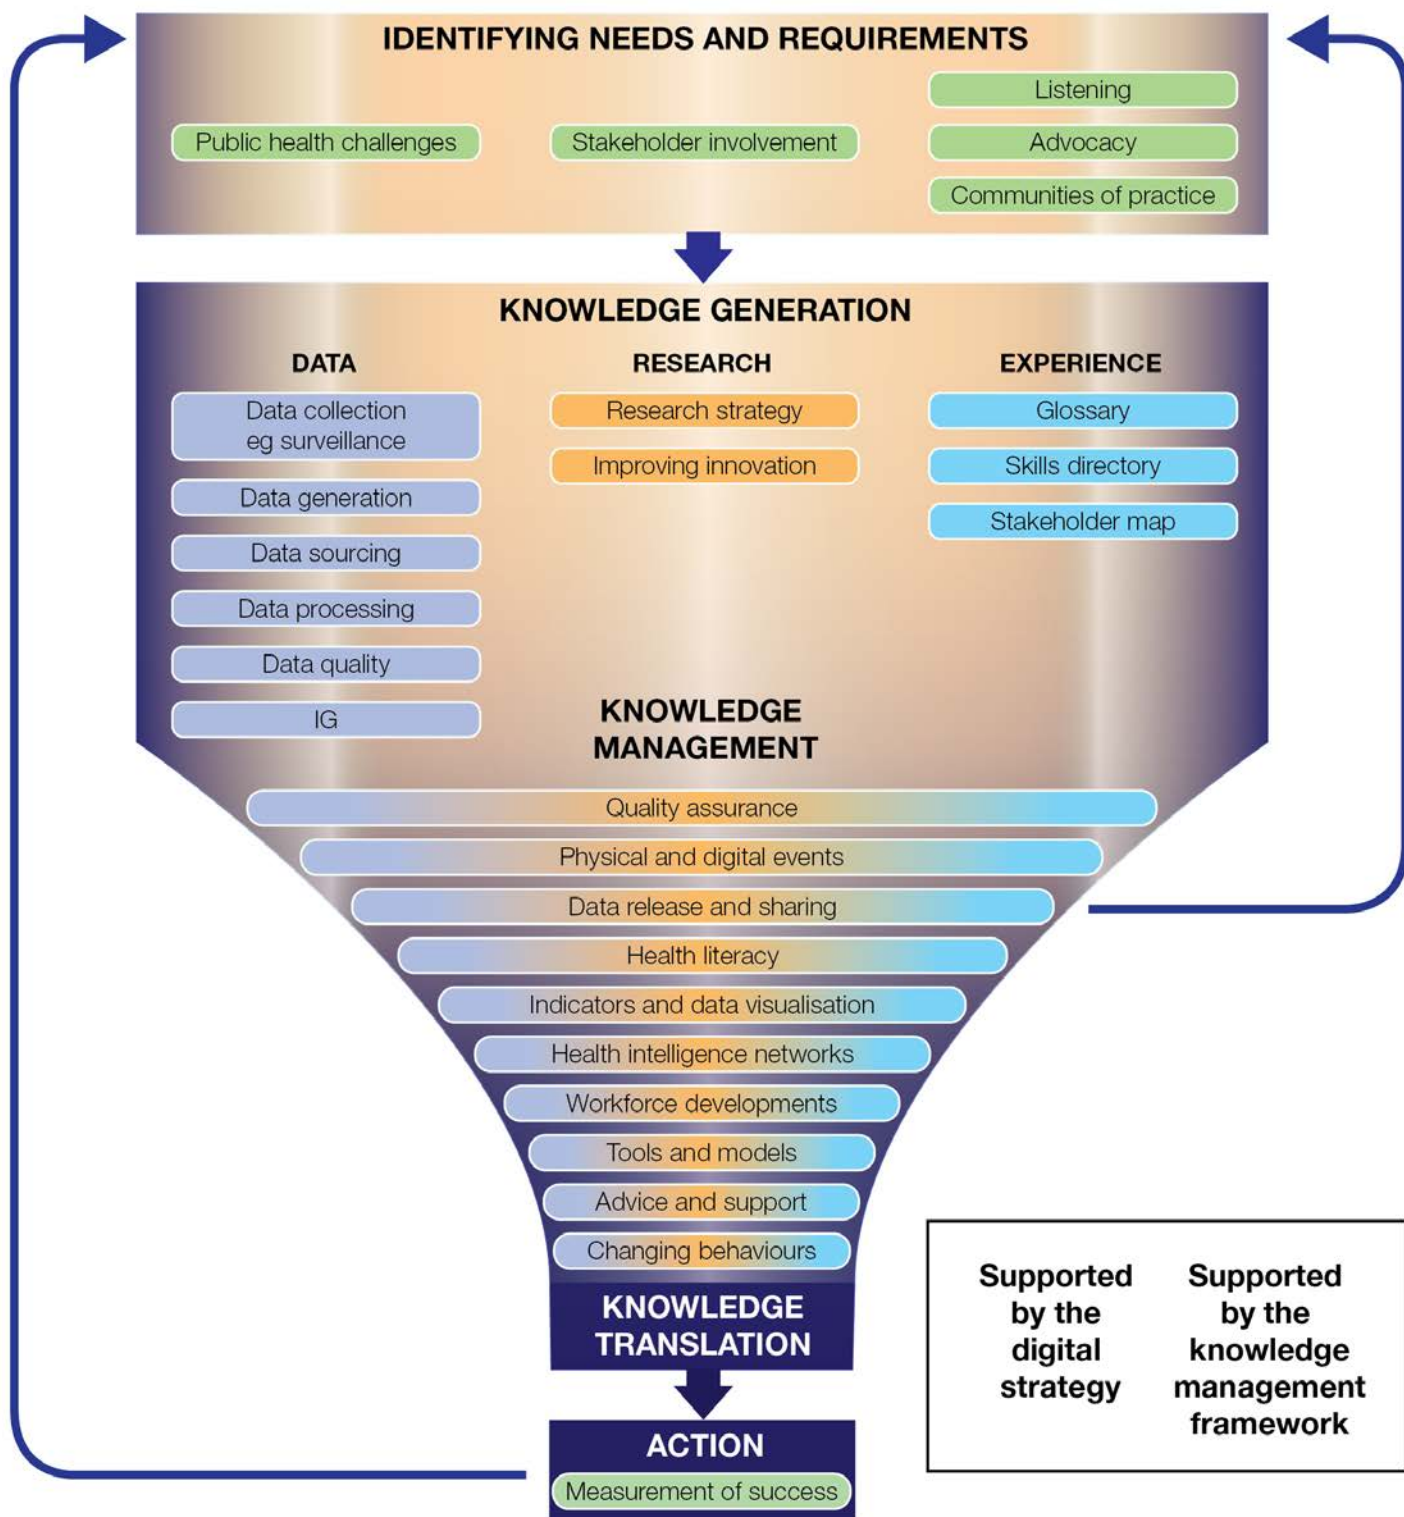 IDENTIFYING NEEDS AND REQUIREMENTS
Public health challenges
Stakeholder involvement
Listening
Advocacy
Communities of practice
KNOWLEDGE GENERATION
DATA
Data collection
eg surveillance
Data generation
Data sourcing
Data processing
Data quality
IG
RESEARCH
Research strategy
Improving innovation
EXPERIENCE
Glossary
Skills directory
Stakeholder map
KNOWLEDGE
MANAGEMENT
Quality assurance
Physical and digital events
Data release and sharing
Health literacy
Indicators and data visualisation
Health intelligence networks
Workforce developments
Tools and models
Advice and support
Changing behaviours
KNOWLEDGE
TRANSLATION
ACTION
Measurement of success
Supported
by the
digital
strategy
Supported
by the
knowledge
management
framework